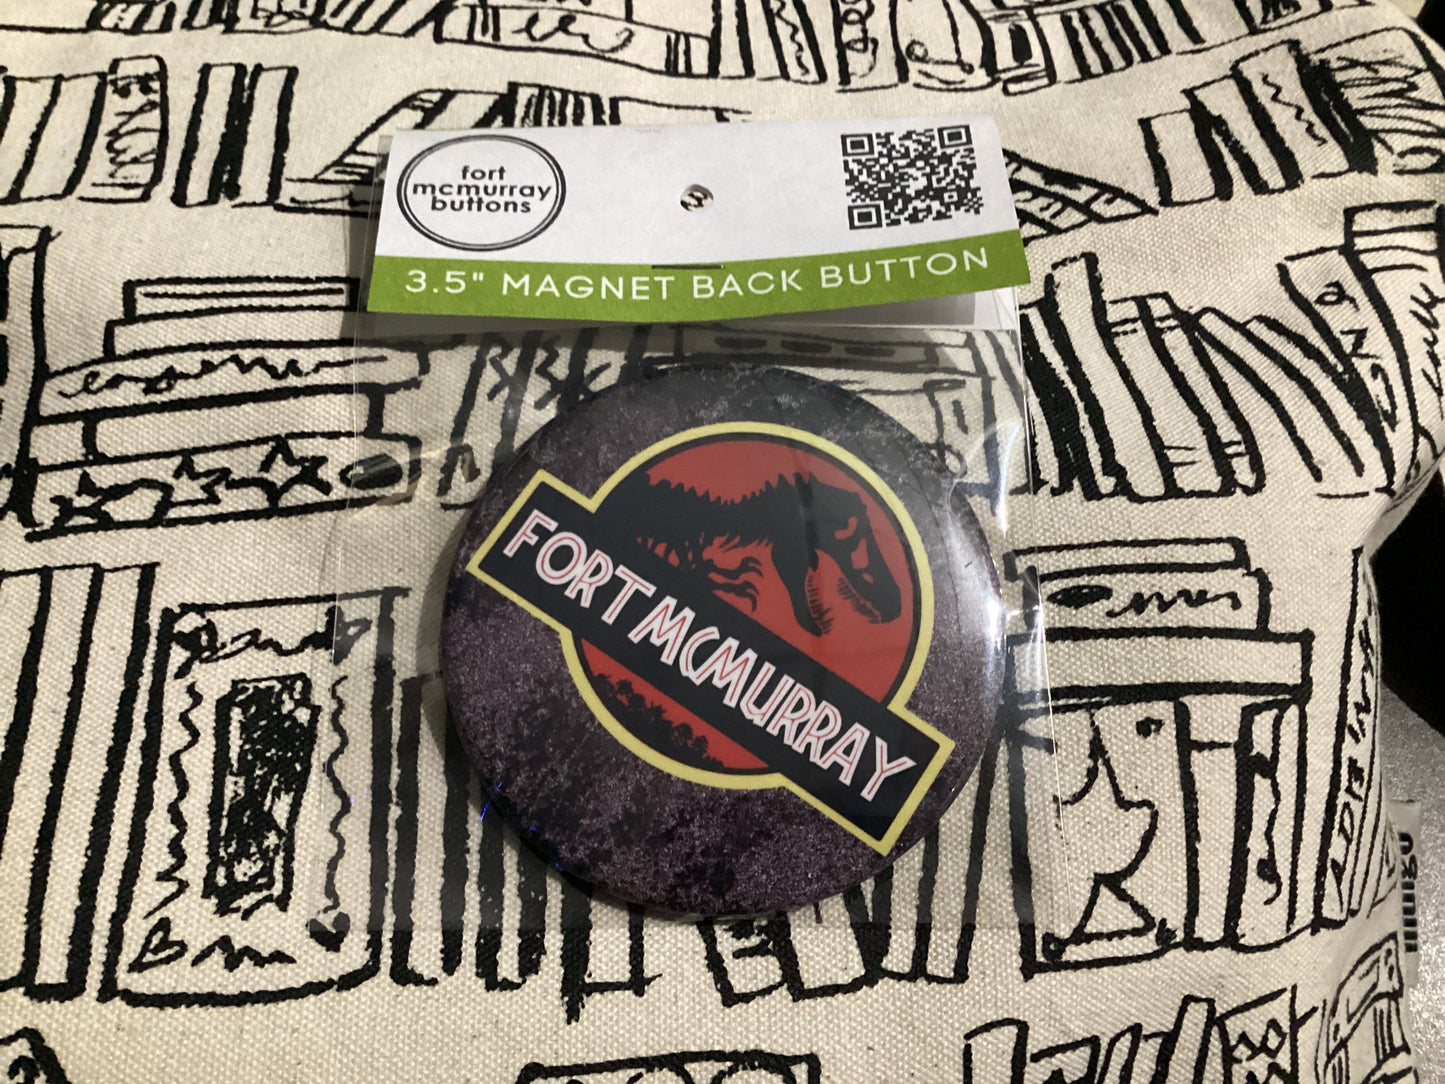 fort
mcmurray
buttons
3.5" MAGNET BACK BUTTON
FORT MCMURRAY